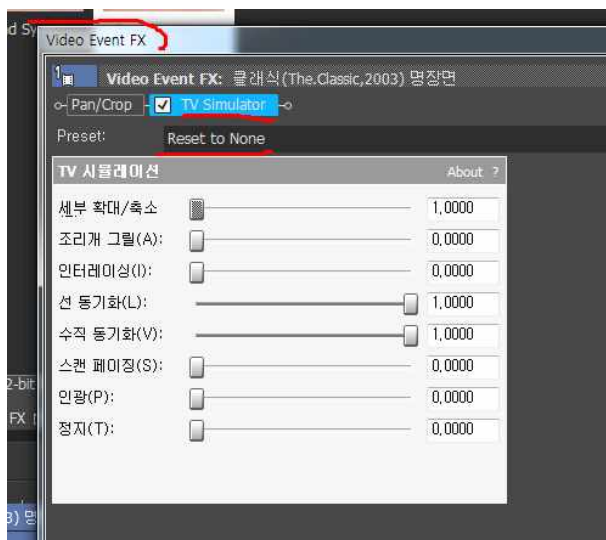 d Sy
Video Event FX
1 Video Event FX: 클래식(The.Classic,2003) 명장면
Pan/Crop TV Simulator
Preset: Reset to None
TV 시뮬레이션 About ?
세부 확대/축소 1,0000
조리개 그릴(A): 0,0000
인터레이싱(I): 0,0000
선 동기화(L): 1,0000
수직 동기화(V): 1,0000
스캔 페이징(S): 0,0000
2-bit
인광(P): 0,0000
FX
정지(T): 0,0000
3) 명